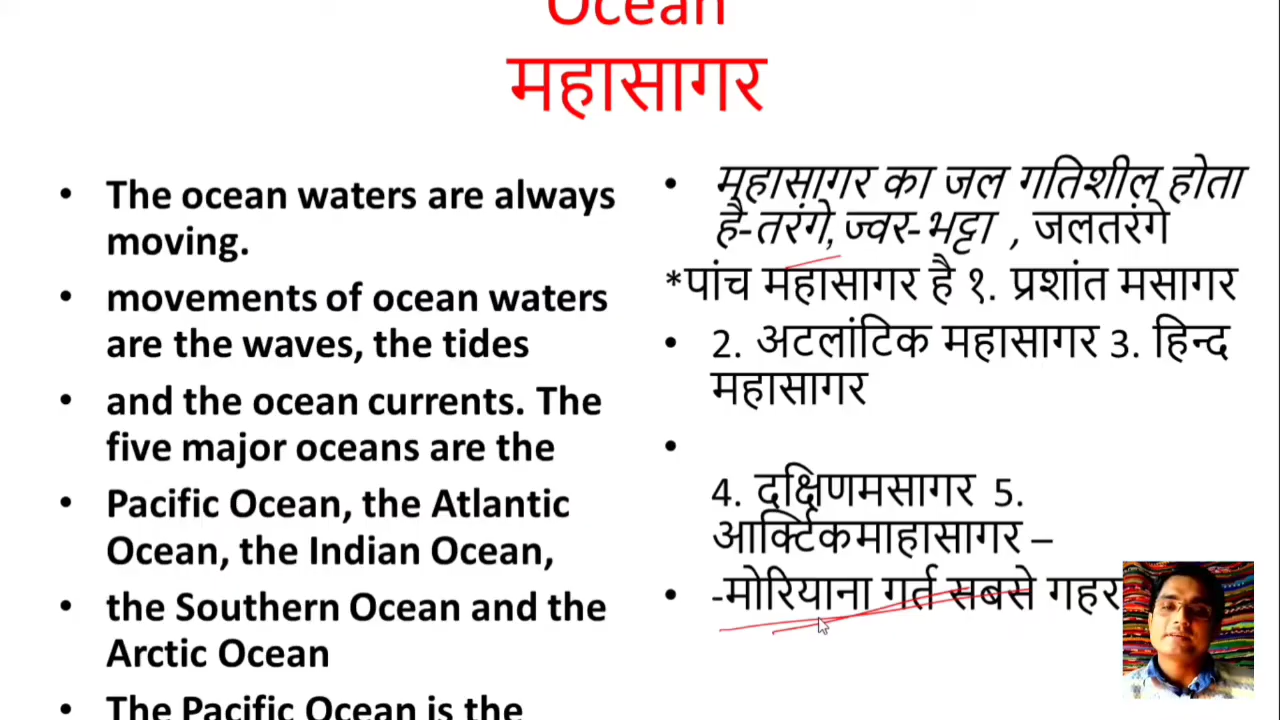 Ocean
महासागर
• The ocean waters are always
moving.
• movements of ocean waters
are the waves, the tides
• and the ocean currents. The
five major oceans are the
• Pacific Ocean, the Atlantic
Ocean, the Indian Ocean,
• the Southern Ocean and the
Arctic Ocean
• The Pacific Ocean is the
• महासागर का जल गतिशील होता
है-तरंगे, ज्वर-भट्टा , जलतरंगे
*पांच महासागर है १. प्रशांत मसागर
• 2. अटलांटिक महासागर 3. हिन्द
महासागर
•
4. दक्षिणमसागर 5.
आर्क्टिकमाहासागर –
• -मोरियाना गर्त सबसे गहर